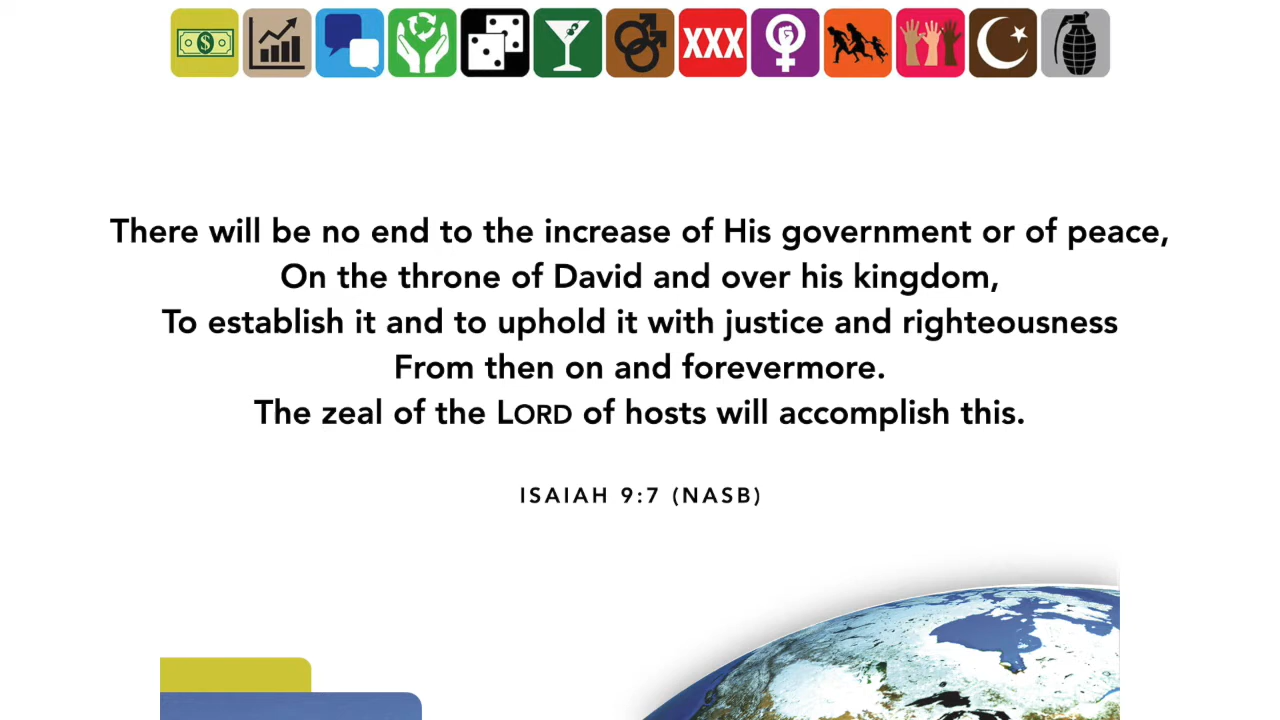 XXX
There will be no end to the increase of His government or of peace,
On the throne of David and over his kingdom,
To establish it and to uphold it with justice and righteousness
From then on and forevermore.
The zeal of the LORD of hosts will accomplish this.
ISAIAH 9:7 (NASB)